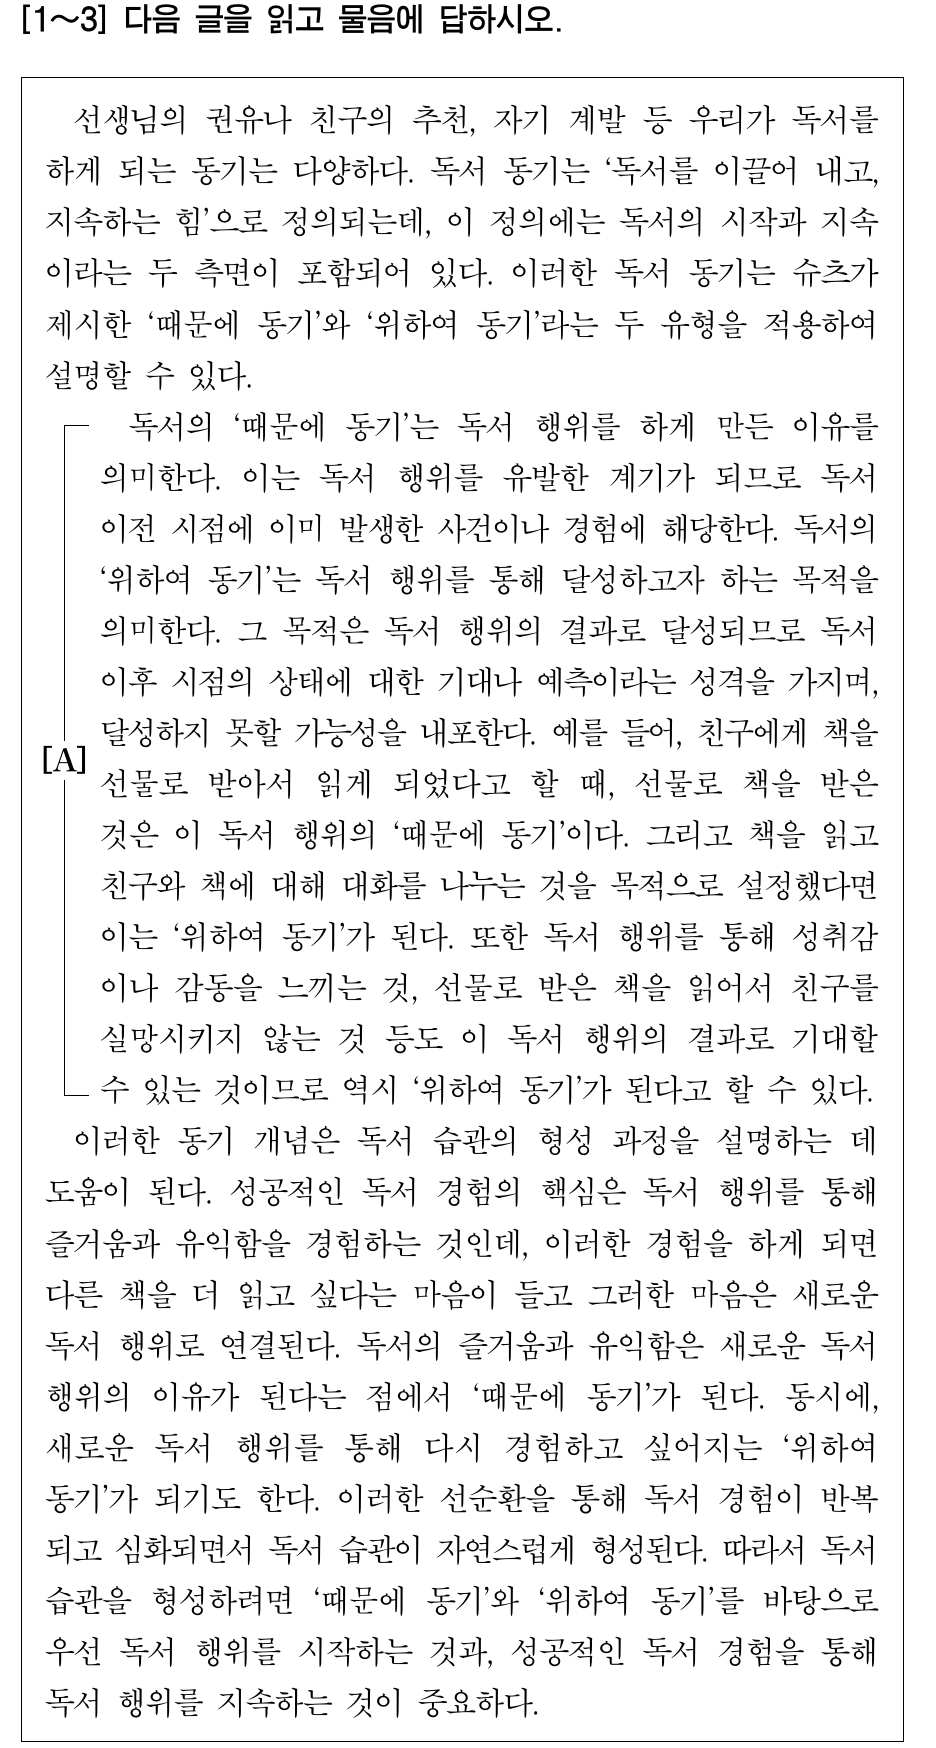 [1～3] 다음 글을 읽고 물음에 답하시오.
선생님의 권유나 친구의 추천, 자기 계발 등 우리가 독서를
하게 되는 동기는 다양하다. 독서 동기는 ‘독서를 이끌어 내고,
지속하는 힘’으로 정의되는데, 이 정의에는 독서의 시작과 지속
이라는 두 측면이 포함되어 있다. 이러한 독서 동기는 슈츠가
제시한 ‘때문에 동기’와 ‘위하여 동기’라는 두 유형을 적용하여
설명할 수 있다.
독서의 ‘때문에 동기’는 독서 행위를 하게 만든 이유를
의미한다. 이는 독서 행위를 유발한 계기가 되므로 독서
이전 시점에 이미 발생한 사건이나 경험에 해당한다. 독서의
‘위하여 동기’는 독서 행위를 통해 달성하고자 하는 목적을
의미한다. 그 목적은 독서 행위의 결과로 달성되므로 독서
이후 시점의 상태에 대한 기대나 예측이라는 성격을 가지며,
달성하지 못할 가능성을 내포한다. 예를 들어, 친구에게 책을
[A]
선물로 받아서 읽게 되었다고 할 때, 선물로 책을 받은
것은 이 독서 행위의 ‘때문에 동기’이다. 그리고 책을 읽고
친구와 책에 대해 대화를 나누는 것을 목적으로 설정했다면
이는 ‘위하여 동기’가 된다. 또한 독서 행위를 통해 성취감
이나 감동을 느끼는 것, 선물로 받은 책을 읽어서 친구를
실망시키지 않는 것 등도 이 독서 행위의 결과로 기대할
수 있는 것이므로 역시 ‘위하여 동기’가 된다고 할 수 있다.
이러한 동기 개념은 독서 습관의 형성 과정을 설명하는 데
도움이 된다. 성공적인 독서 경험의 핵심은 독서 행위를 통해
즐거움과 유익함을 경험하는 것인데, 이러한 경험을 하게 되면
다른 책을 더 읽고 싶다는 마음이 들고 그러한 마음은 새로운
독서 행위로 연결된다. 독서의 즐거움과 유익함은 새로운 독서
행위의 이유가 된다는 점에서 ‘때문에 동기’가 된다. 동시에,
새로운 독서 행위를 통해 다시 경험하고 싶어지는 ‘위하여
동기’가 되기도 한다. 이러한 선순환을 통해 독서 경험이 반복
되고 심화되면서 독서 습관이 자연스럽게 형성된다. 따라서 독서
습관을 형성하려면 ‘때문에 동기’와 ‘위하여 동기’를 바탕으로
우선 독서 행위를 시작하는 것과, 성공적인 독서 경험을 통해
독서 행위를 지속하는 것이 중요하다.